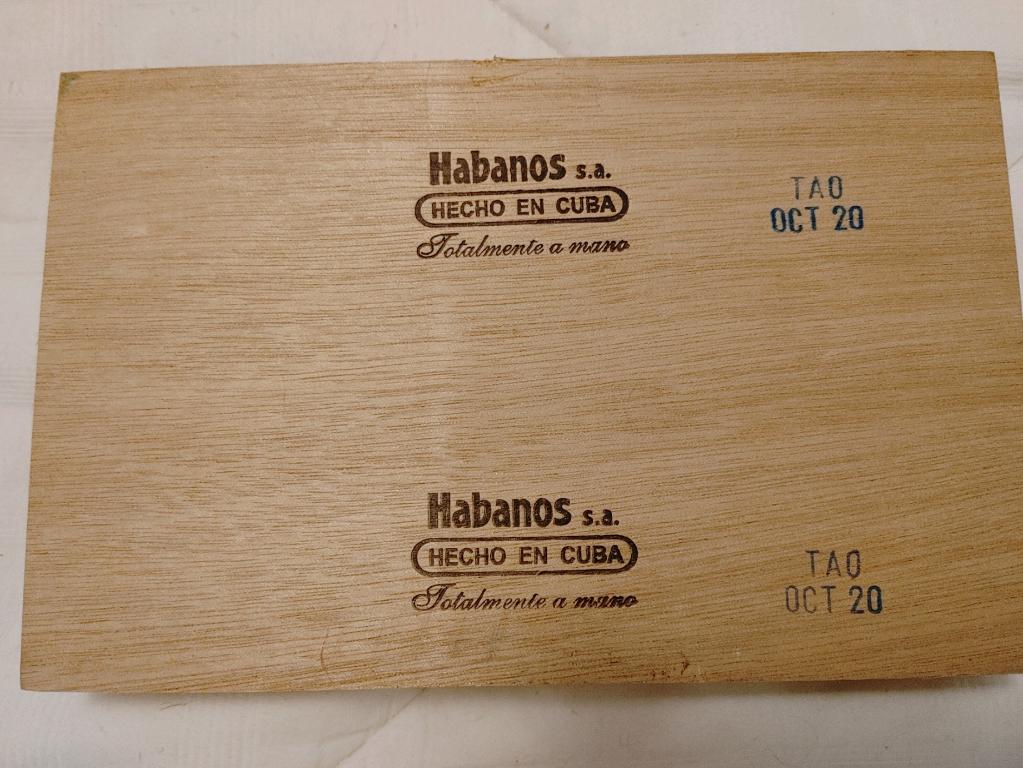 Habanos s.a.
HECHO EN CUBA
Totalmente a mano
TAO
OCT 20
Habanos s.a.
HECHO EN CUBA
Totalmente a mano
TAO
OCT 20